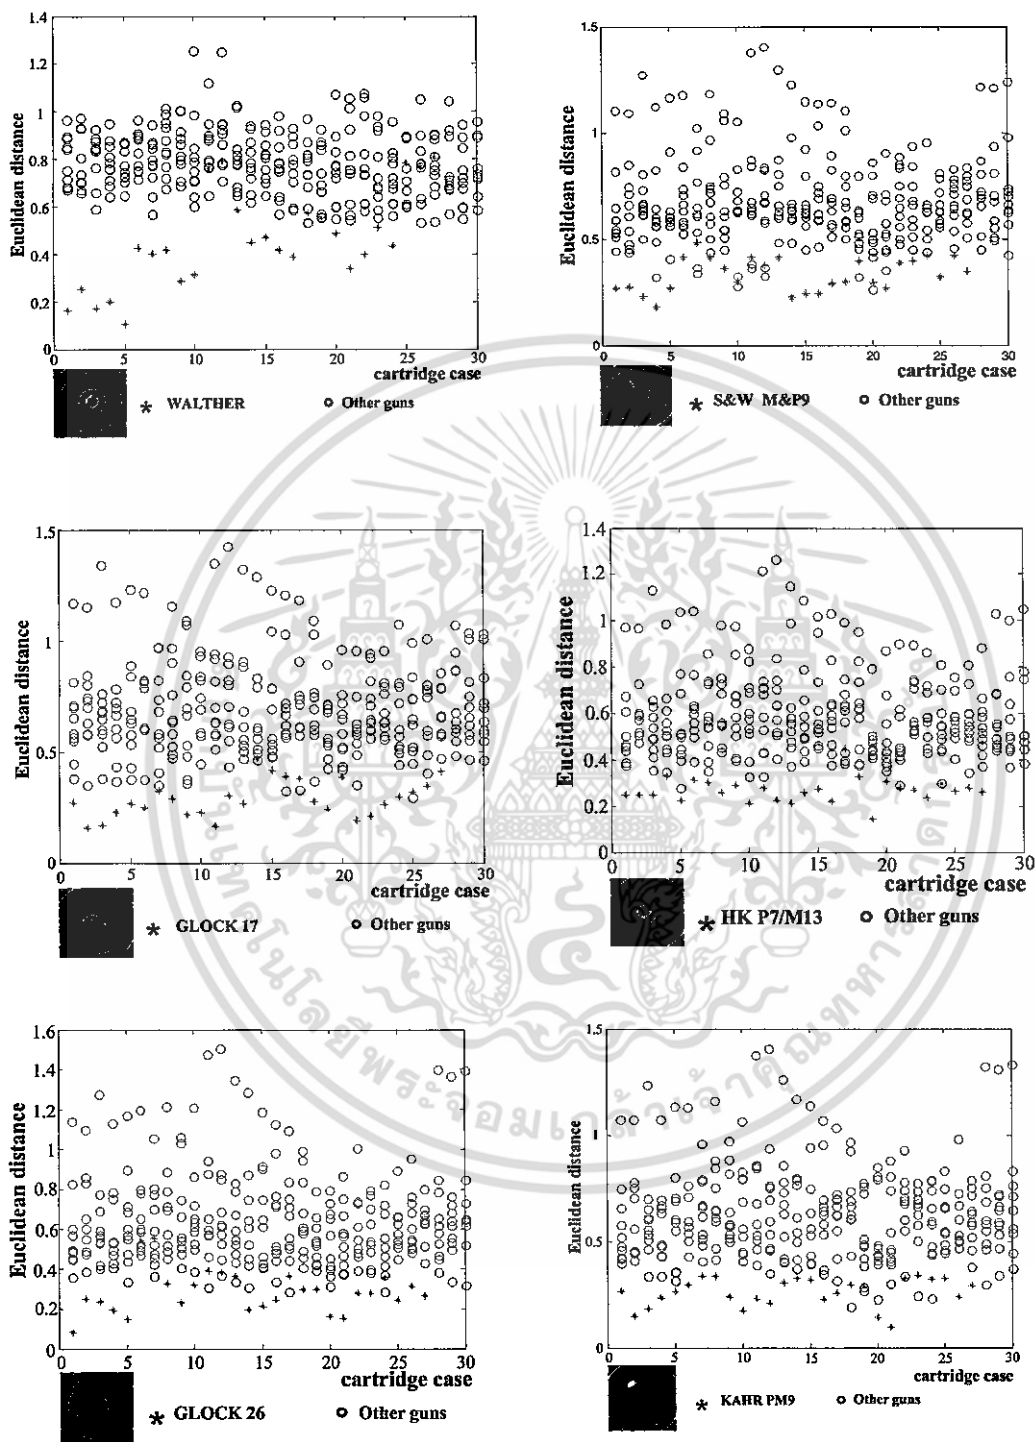 1.4
1.2
1
0.8
0.6
0.4
0.2
0
Euclidean distance
0 5 10 15 20 25 30
cartridge case
* WALTHER o Other guns
1.5
1
0.5
0
Euclidean distance
0 5 10 15 20 25 30
cartridge case
* S&W M&P9 o Other guns
1.5
1
0.5
0
Euclidean distance
0 5 10 15 20 25 30
cartridge case
* GLOCK 17 o Other guns
1.4
1.2
1
0.8
0.6
0.4
0.2
0
Euclidean distance
0 5 10 15 20 25 30
cartridge case
* HK P7/M13 o Other guns
1.6
1.4
1.2
1
0.8
0.6
0.4
0.2
0
Euclidean distance
0 5 10 15 20 25 30
cartridge case
* GLOCK 26 o Other guns
1.5
1
0.5
0
Euclidean distance
0 5 10 15 20 25 30
cartridge case
* KAHR PM9 o Other guns